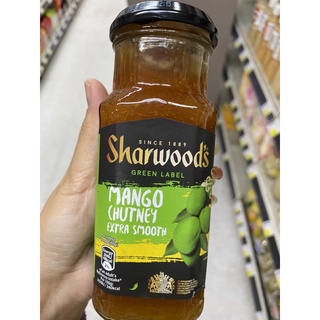 SINCE 1889
Sharwood's
GREEN LABEL
MANGO
CHUTNEY
EXTRA SMOOTH